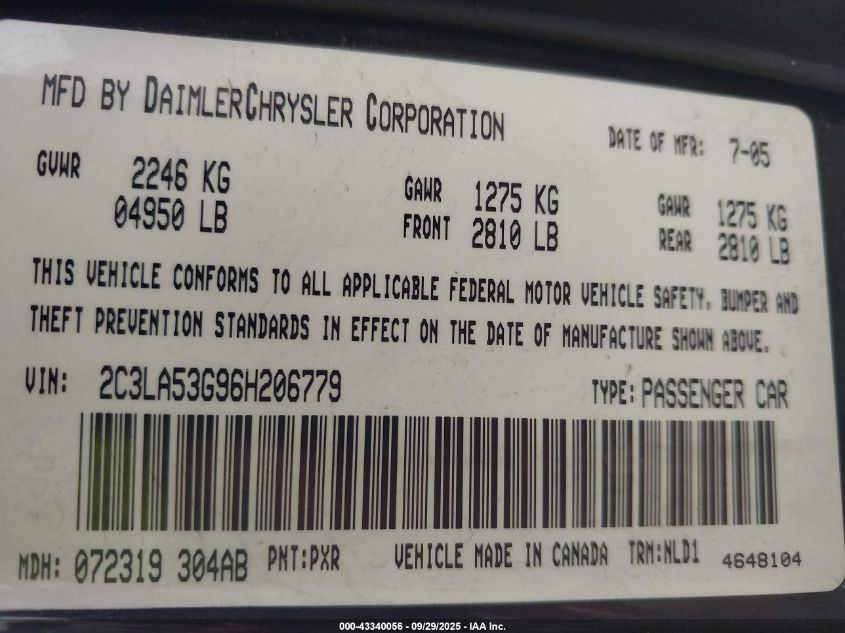 MFD BY DAIMLERCHRYSLER CORPORATION
DATE OF MFR: 7-05
GVWR 2246 KG
04950 LB
GAWR 1275 KG
FRONT 2810 LB
GAWR 1275 KG
REAR 2810 LB
THIS VEHICLE CONFORMS TO ALL APPLICABLE FEDERAL MOTOR VEHICLE SAFETY, BUMPER AND
THEFT PREVENTION STANDARDS IN EFFECT ON THE DATE OF MANUFACTURE SHOWN ABOVE.
VIN: 2C3LA53G96H206779 TYPE: PASSENGER CAR
MDH: 072319 304AB PNT:PXR VEHICLE MADE IN CANADA TRM:NLD1 4648104
000-43340056 - 09/29/2025 - IAA Inc.